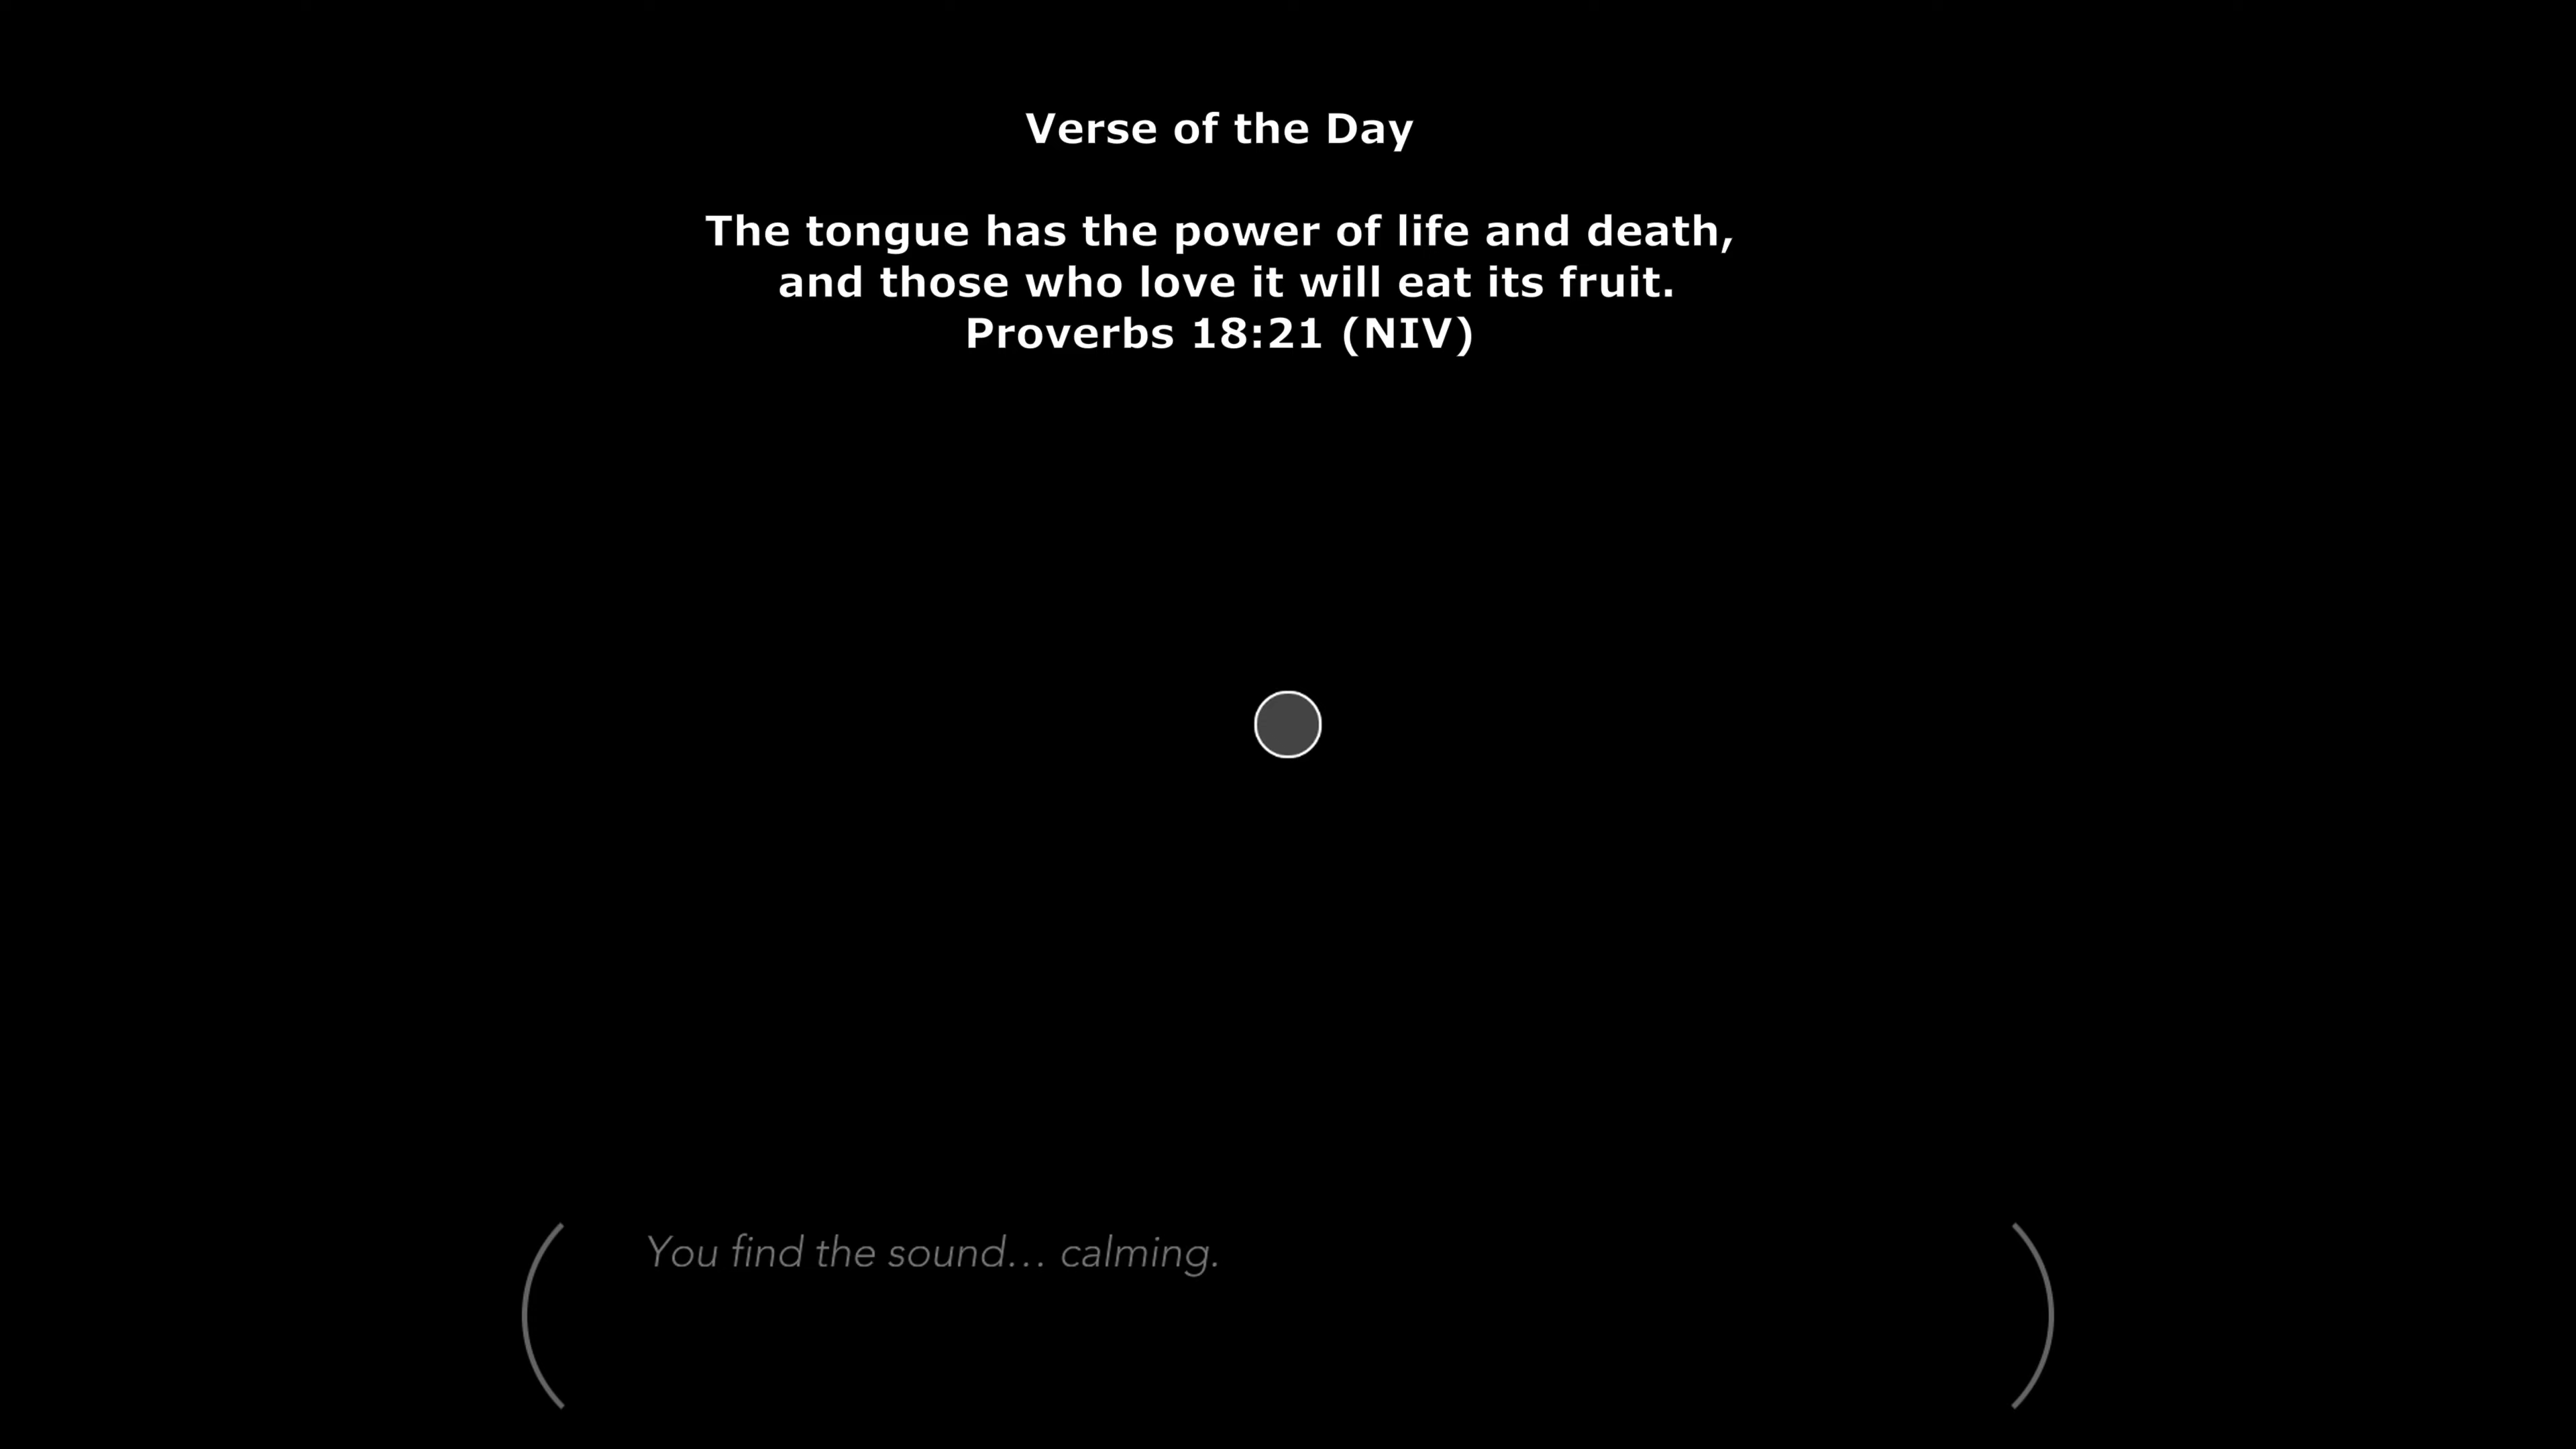 Verse of the Day
The tongue has the power of life and death,
and those who love it will eat its fruit.
Proverbs 18:21 (NIV)
You find the sound... calming.